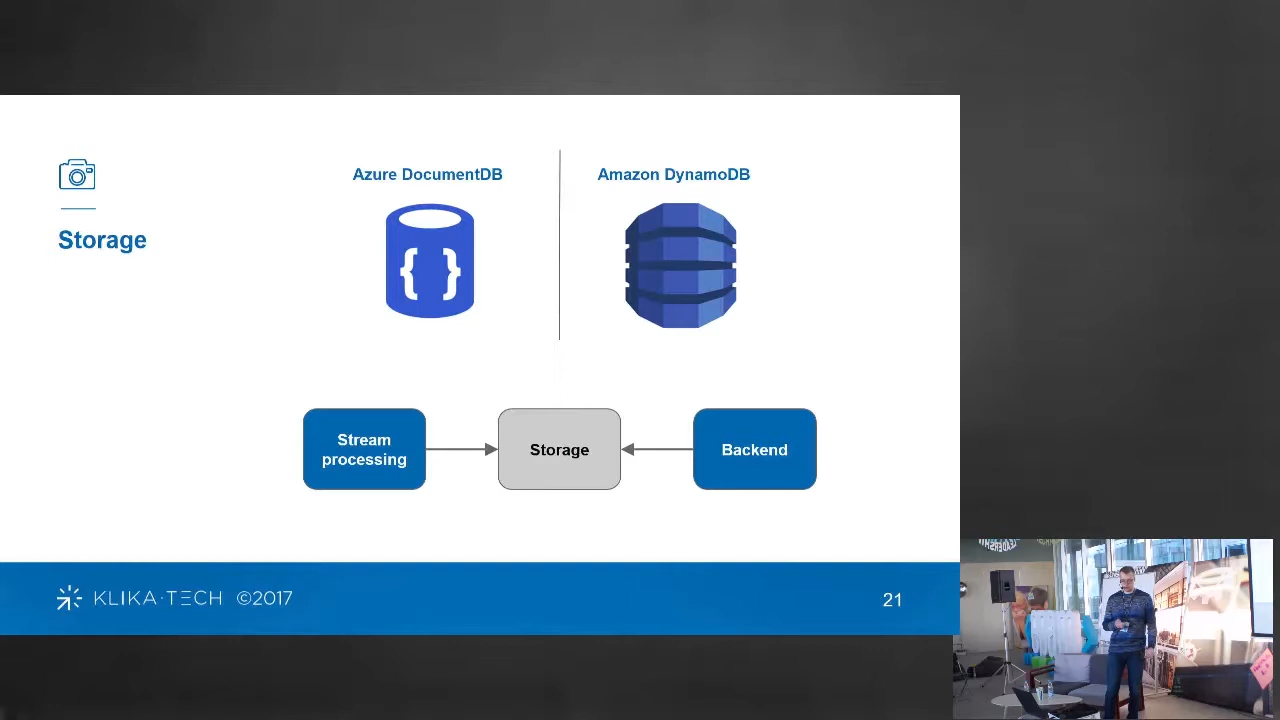 Storage
Azure DocumentDB
Amazon DynamoDB
{ }
Stream
processing
Storage
Backend
KLIKA·TECH ©2017
21